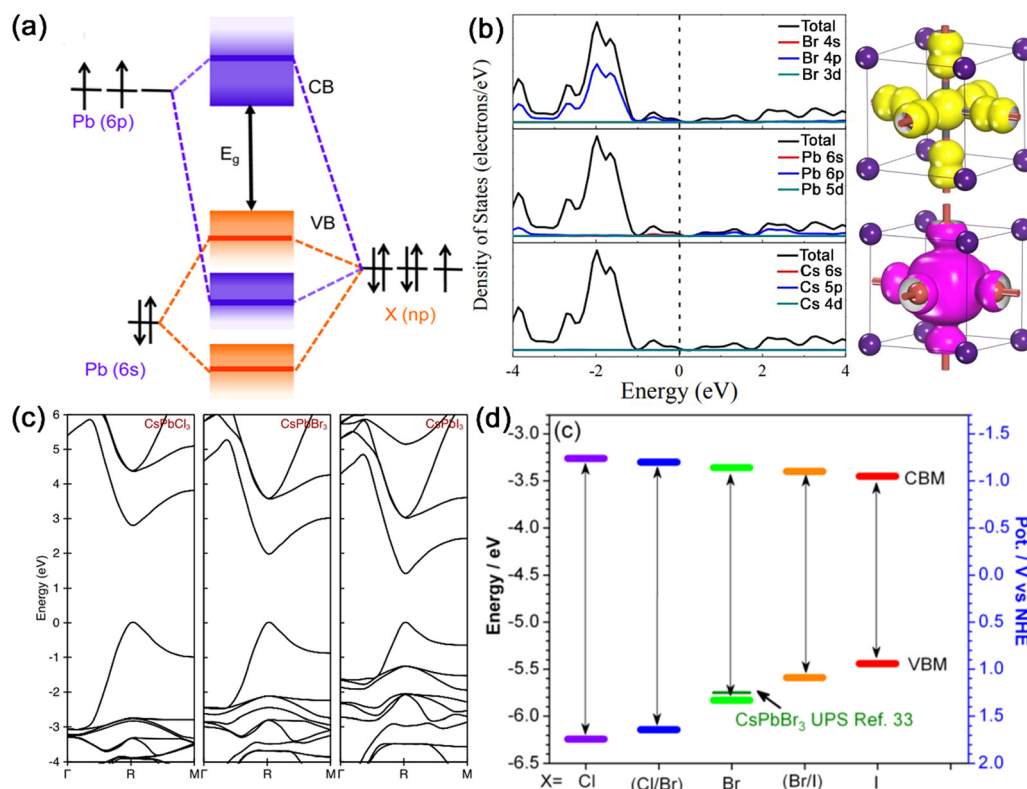 (a)
CB
Pb (6p)
E_g
VB
X (np)
Pb (6s)
(b)
Density of States (electrons/eV)
Total
Br 4s
Br 4p
Br 3d
Total
Pb 6s
Pb 6p
Pb 5d
Total
Cs 6s
Cs 5p
Cs 4d
-4 -2 0 2 4
Energy (eV)
(c)
CsPbCl₃ CsPbBr₃ CsPbI₃
Energy (eV)
6
5
4
3
2
1
0
-1
-2
-3
-4
Γ R M Γ R M Γ R M
(d)
(c)
Energy / eV
-3.0
-3.5
-4.0
-4.5
-5.0
-5.5
-6.0
-6.5
CBM
VBM
CsPbBr₃ UPS Ref. 33
X= Cl (Cl/Br) Br (Br/I) I
Pot. / V vs NHE
-1.5
-1.0
-0.5
0.0
0.5
1.0
1.5
2.0